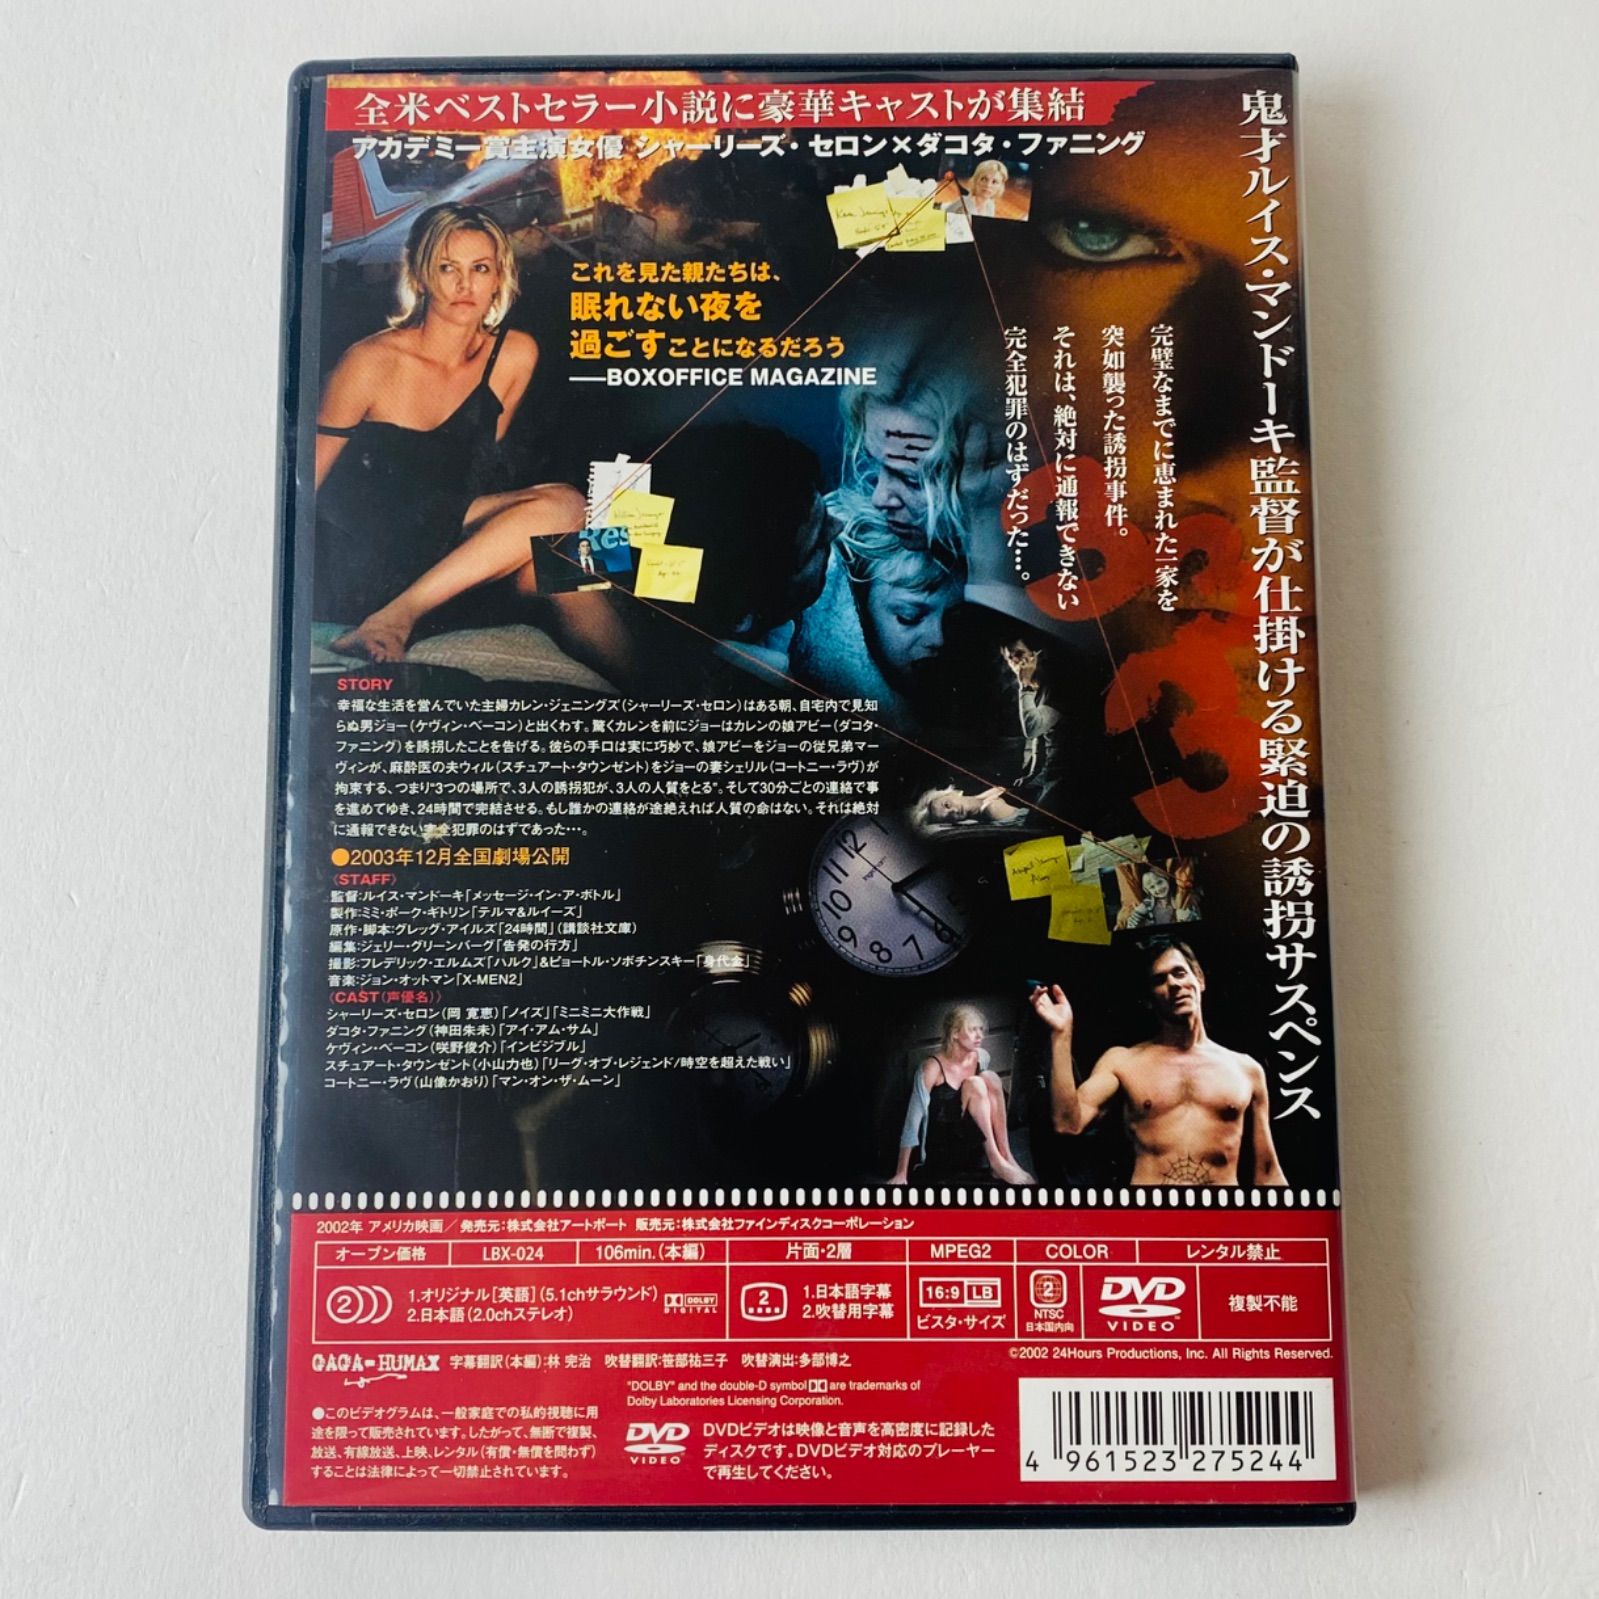 全米ベストセラー小説に豪華キャストが集結
アカデミー賞主演女優 シャーリーズ・セロン×ダコタ・ファニング
鬼才ルイス・マンドーキ監督が仕掛ける緊迫の誘拐サスペンス
これを見た親たちは、
眠れない夜を
過ごすことになるだろう
──BOXOFFICE MAGAZINE
完璧なまでに恵まれた一家を
突如襲った誘拐事件。
それは、絶対に通報できない
完全犯罪のはずだった…。
3
3
Res
STORY
幸福な生活を営んでいた主婦カレン・ジェニングズ(シャーリーズ・セロン)はある朝、自宅内で見知
らぬ男ジョー(ケヴィン・ベーコン)と出くわす。驚くカレンを前にジョーはカレンの娘アビー(ダコタ・
ファニング)を誘拐したことを告げる。彼らの手口は実に巧妙で、娘アビーをジョーの従兄弟マー
ヴィンが、麻酔医の夫ウィル(スチュアート・タウンゼント)をジョーの妻シェリル(コートニー・ラヴ)が
拘束する、つまり"3つの場所で、3人の誘拐犯が、3人の人質をとる"。そして30分ごとの連絡で事
を進めてゆき、24時間で完結させる。もし誰かの連絡が途絶えれば人質の命はない。それは絶対
に通報できない完全犯罪のはずであった…。
●2003年12月全国劇場公開
〈STAFF〉
監督:ルイス・マンドーキ「メッセージ・イン・ア・ボトル」
製作:ミミ・ポーク・ギトリン「テルマ&ルイーズ」
原作・脚本:グレッグ・アイルズ「24時間」(講談社文庫)
編集:ジェリー・グリーンバーグ「告発の行方」
撮影:フレデリック・エルムズ「ハルク」&ピョートル・ソボチンスキー「身代金」
音楽:ジョン・オットマン「X-MEN2」
〈CAST(声優名)〉
シャーリーズ・セロン(岡 寛恵)「ノイズ」「ミニミニ大作戦」
ダコタ・ファニング(神田朱未)「アイ・アム・サム」
ケヴィン・ベーコン(咲野俊介)「インビジブル」
スチュアート・タウンゼント(小山力也)「リーグ・オブ・レジェンド/時空を超えた戦い」
コートニー・ラヴ(山像かおり)「マン・オン・ザ・ムーン」
12
11
10
9
8
7
6
2002年 アメリカ映画/発売元:株式会社アートポート 販売元:株式会社ファインディスクコーポレーション
オープン価格 LBX-024 106min.(本編) 片面・2層 MPEG2 COLOR レンタル禁止
2 1.オリジナル[英語](5.1chサラウンド)
2.日本語(2.0chステレオ)
DOLBY DIGITAL
2 1.日本語字幕
2.吹替用字幕
16:9 LB
ビスタ・サイズ
2 NTSC
日本国内向
DVD VIDEO
複製不能
GAGA-HUMAX 字幕翻訳(本編):林 完治 吹替翻訳:笹部祐三子 吹替演出:多部博之
©2002 24Hours Productions, Inc. All Rights Reserved.
"DOLBY" and the double-D symbol are trademarks of
Dolby Laboratories Licensing Corporation.
●このビデオグラムは、一般家庭での私的視聴に用
途を限って販売されています。したがって、無断で複製、
放送、有線放送、上映、レンタル(有償・無償を問わず)
することは法律によって一切禁止されています。
DVD VIDEO
DVDビデオは映像と音声を高密度に記録した
ディスクです。DVDビデオ対応のプレーヤー
で再生してください。
4 961523 275244